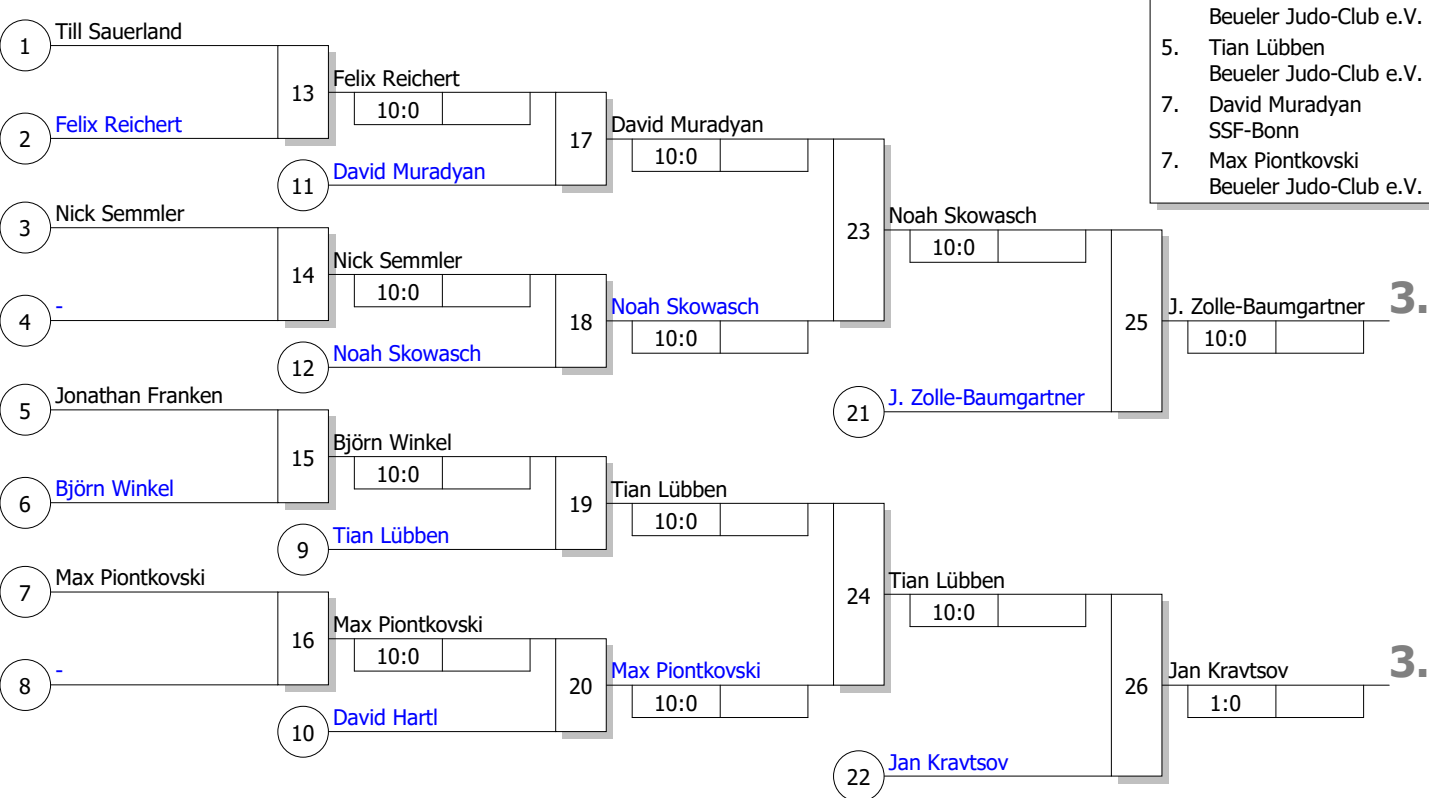 Beueler Judo-Club e.V.
5. Tian Lübben
Beueler Judo-Club e.V.
7. David Muradyan
SSF-Bonn
7. Max Piontkovski
Beueler Judo-Club e.V.
1 Till Sauerland
13 Felix Reichert
10:0
2 Felix Reichert
17 David Muradyan
10:0
11 David Muradyan
3 Nick Semmler
23 Noah Skowasch
10:0
14 Nick Semmler
10:0
4 -
18 Noah Skowasch
10:0
12 Noah Skowasch
25 J. Zolle-Baumgartner 3.
10:0
5 Jonathan Franken
21 J. Zolle-Baumgartner
15 Björn Winkel
10:0
6 Björn Winkel
19 Tian Lübben
10:0
9 Tian Lübben
7 Max Piontkovski
24 Tian Lübben
10:0
16 Max Piontkovski
10:0
8 -
20 Max Piontkovski
10:0
26 Jan Kravtsov 3.
1:0
10 David Hartl
22 Jan Kravtsov